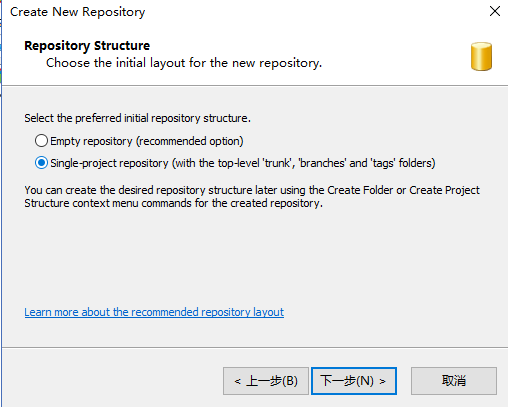 Create New Repository
Repository Structure
Choose the initial layout for the new repository.
Select the preferred initial repository structure.
Empty repository (recommended option)
Single-project repository (with the top-level 'trunk', 'branches' and 'tags' folders)
You can create the desired repository structure later using the Create Folder or Create Project
Structure context menu commands for the created repository.
Learn more about the recommended repository layout
< 上一步(B) 下一步(N) > 取消